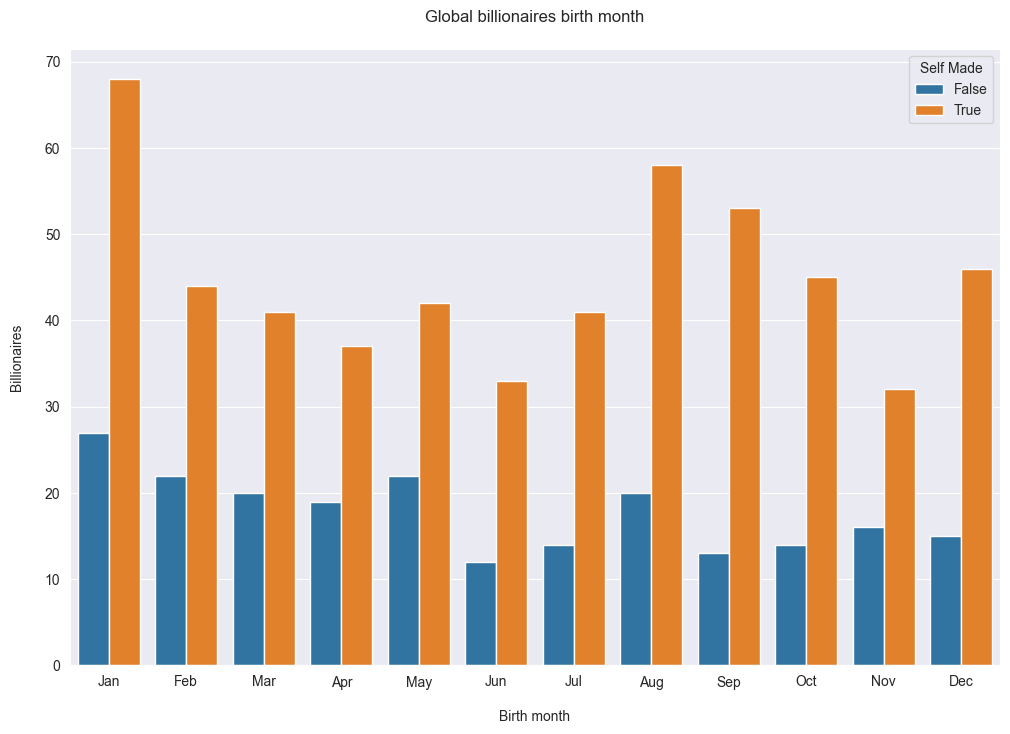 Global billionaires birth month
Self Made
False
True
Billionaires
70
60
50
40
30
20
10
0
Jan Feb Mar Apr May Jun Jul Aug Sep Oct Nov Dec
Birth month